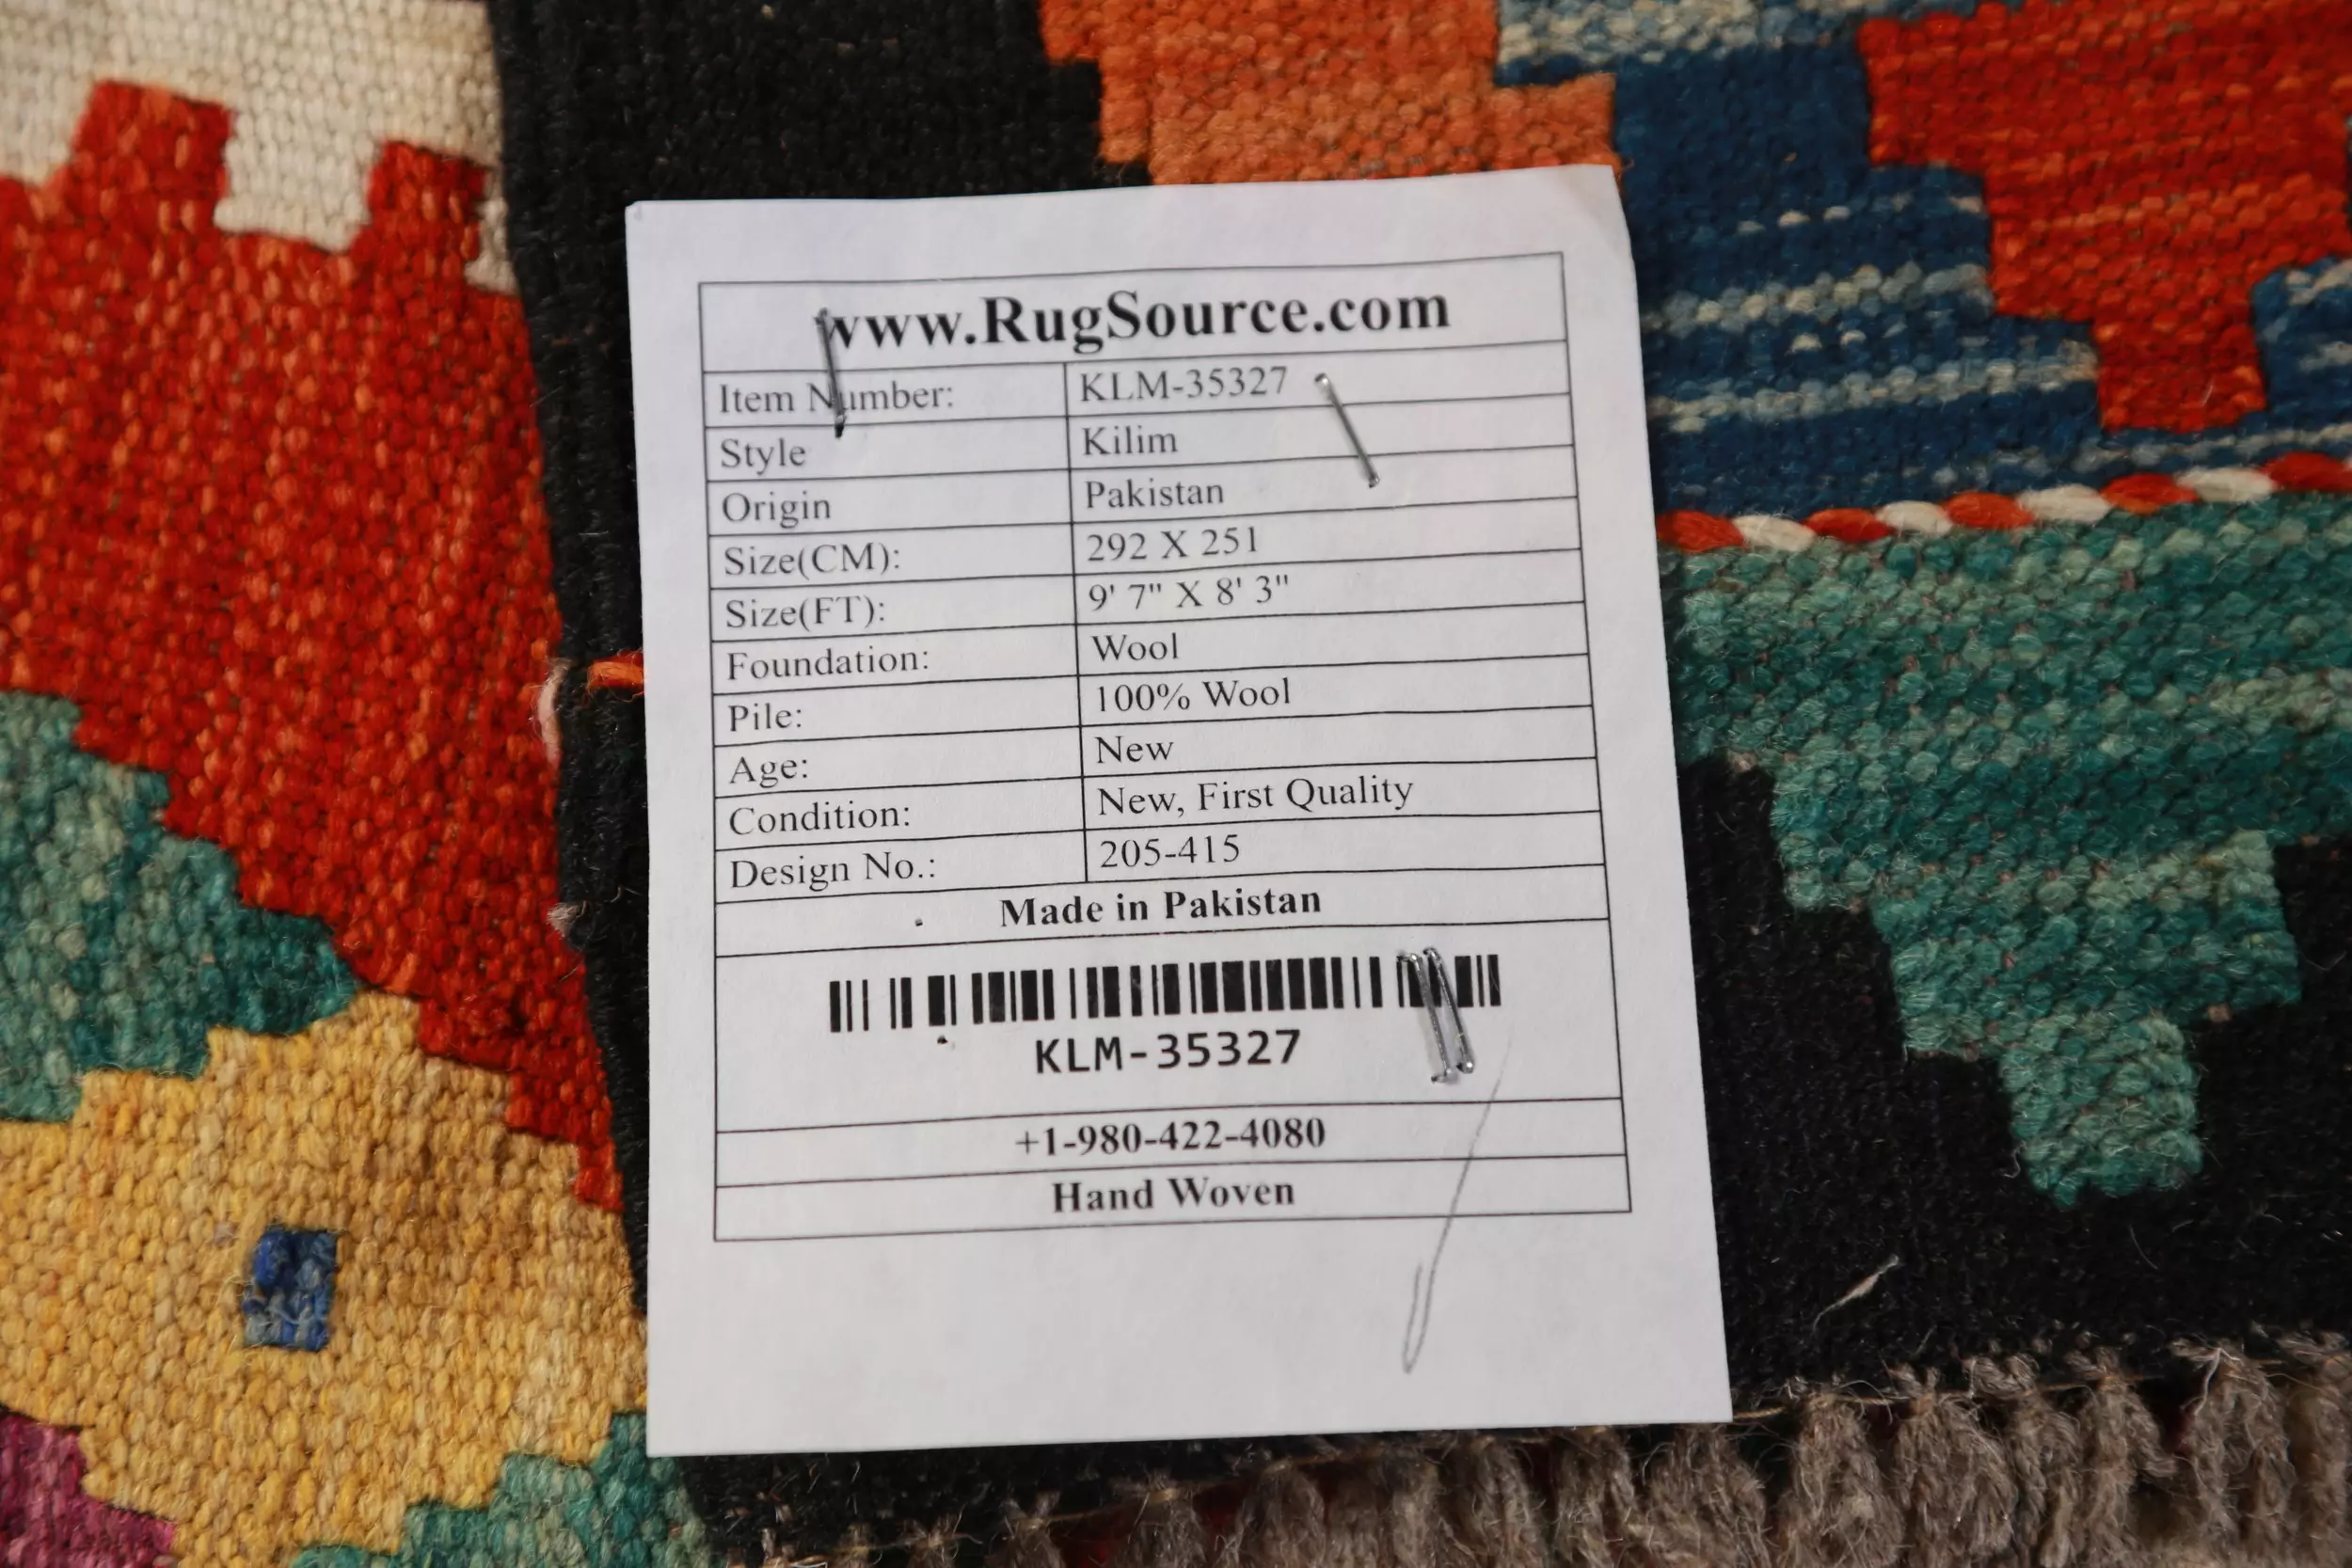 www.RugSource.com
Item Number: KLM-35327
Style Kilim
Origin Pakistan
Size(CM): 292 X 251
Size(FT): 9' 7" X 8' 3"
Foundation: Wool
Pile: 100% Wool
Age: New
Condition: New, First Quality
Design No.: 205-415
Made in Pakistan
KLM-35327
+1-980-422-4080
Hand Woven